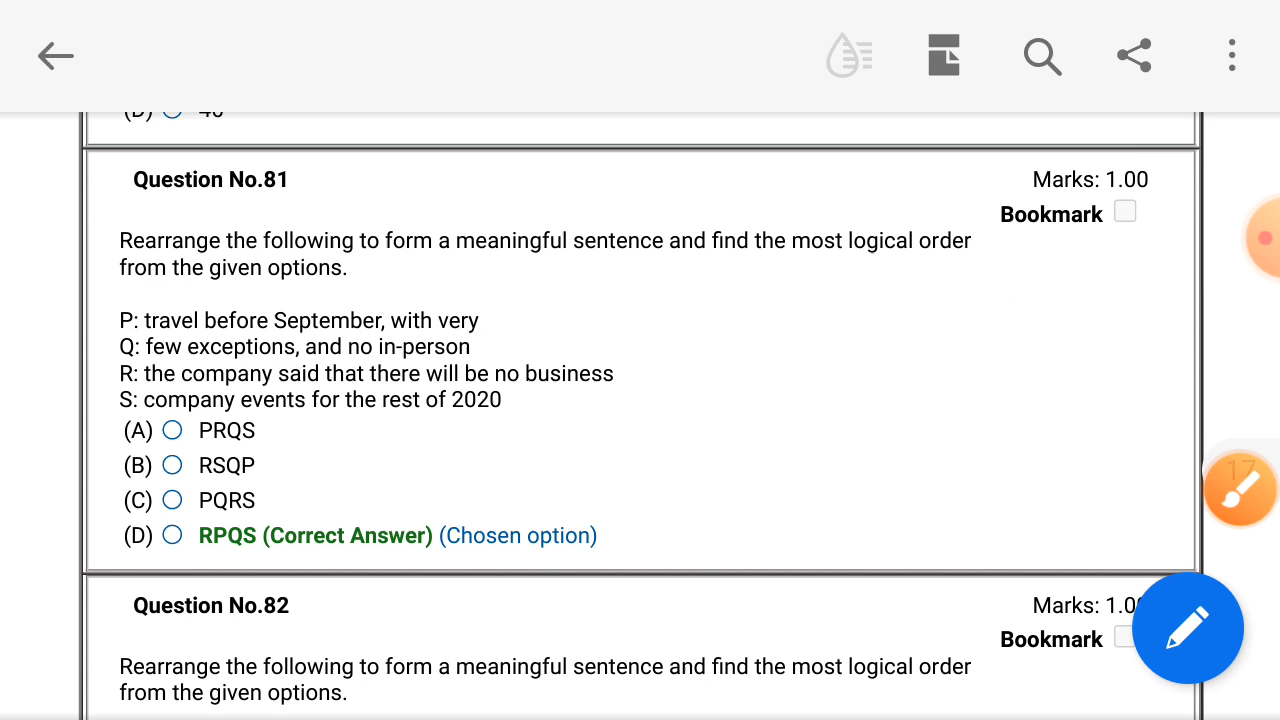 Question No.81
Marks: 1.00
Bookmark
Rearrange the following to form a meaningful sentence and find the most logical order
from the given options.
P: travel before September, with very
Q: few exceptions, and no in-person
R: the company said that there will be no business
S: company events for the rest of 2020
(A) PRQS
(B) RSQP
(C) PQRS
(D) RPQS (Correct Answer) (Chosen option)
17
Question No.82
Marks: 1.0
Bookmark
Rearrange the following to form a meaningful sentence and find the most logical order
from the given options.